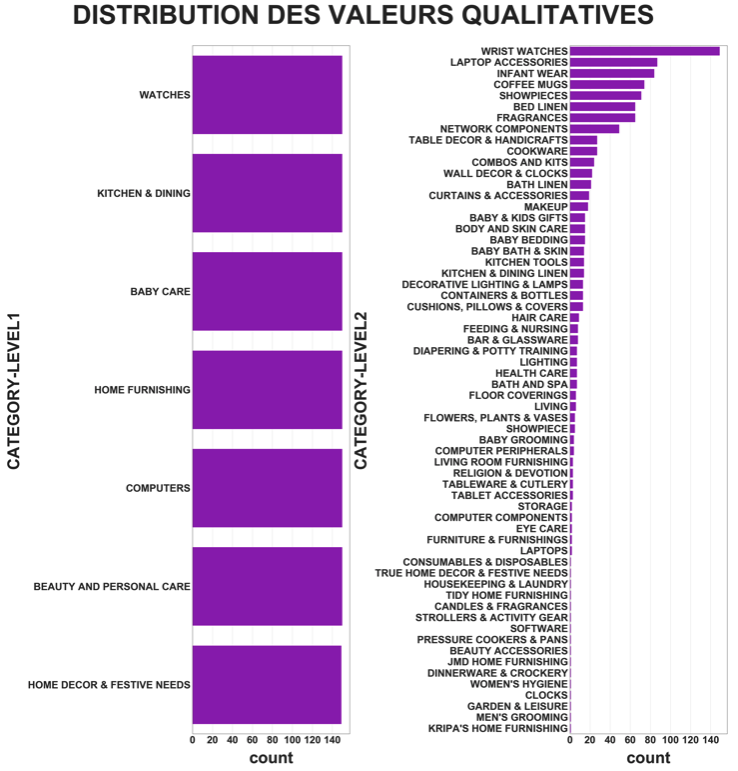 DISTRIBUTION DES VALEURS QUALITATIVES
CATEGORY-LEVEL1
WATCHES
KITCHEN & DINING
BABY CARE
HOME FURNISHING
COMPUTERS
BEAUTY AND PERSONAL CARE
HOME DECOR & FESTIVE NEEDS
0 20 40 60 80 100 120 140
count
CATEGORY-LEVEL2
WRIST WATCHES
LAPTOP ACCESSORIES
INFANT WEAR
COFFEE MUGS
SHOWPIECES
BED LINEN
FRAGRANCES
NETWORK COMPONENTS
TABLE DECOR & HANDICRAFTS
COOKWARE
COMBOS AND KITS
WALL DECOR & CLOCKS
BATH LINEN
CURTAINS & ACCESSORIES
MAKEUP
BABY & KIDS GIFTS
BODY AND SKIN CARE
BABY BEDDING
BABY BATH & SKIN
KITCHEN TOOLS
KITCHEN & DINING LINEN
DECORATIVE LIGHTING & LAMPS
CONTAINERS & BOTTLES
CUSHIONS, PILLOWS & COVERS
HAIR CARE
FEEDING & NURSING
BAR & GLASSWARE
DIAPERING & POTTY TRAINING
LIGHTING
HEALTH CARE
BATH AND SPA
FLOOR COVERINGS
LIVING
FLOWERS, PLANTS & VASES
SHOWPIECE
BABY GROOMING
COMPUTER PERIPHERALS
LIVING ROOM FURNISHING
RELIGION & DEVOTION
TABLEWARE & CUTLERY
TABLET ACCESSORIES
STORAGE
COMPUTER COMPONENTS
EYE CARE
FURNITURE & FURNISHINGS
LAPTOPS
CONSUMABLES & DISPOSABLES
TRUE HOME DECOR & FESTIVE NEEDS
HOUSEKEEPING & LAUNDRY
TIDY HOME FURNISHING
CANDLES & FRAGRANCES
STROLLERS & ACTIVITY GEAR
SOFTWARE
PRESSURE COOKERS & PANS
BEAUTY ACCESSORIES
JMD HOME FURNISHING
DINNERWARE & CROCKERY
WOMEN'S HYGIENE
CLOCKS
GARDEN & LEISURE
MEN'S GROOMING
KRIPA'S HOME FURNISHING
0 20 40 60 80 100 120 140
count